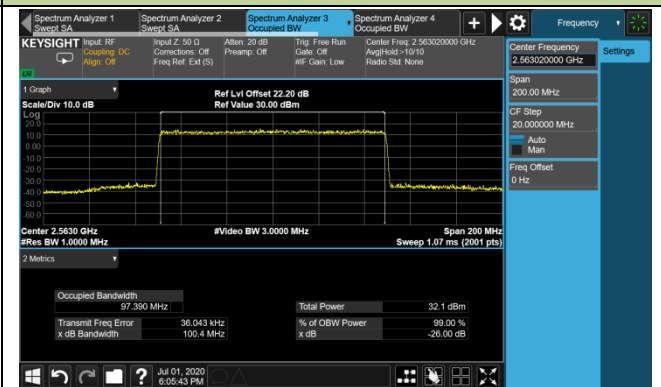 Spectrum Analyzer 1
Swept SA
Spectrum Analyzer 2
Swept SA
Spectrum Analyzer 3
Occupied BW
Spectrum Analyzer 4
Occupied BW
Frequency
KEYSIGHT
Input: RF
Coupling: DC
Align: Off
Input Z: 50 Ω
Corrections: Off
Freq Ref: Ext (S)
Atten: 20 dB
Preamp: Off
Trig: Free Run
Gate: Off
#IF Gain: Low
Center Freq: 2.563020000 GHz
Avg|Hold:>10/10
Radio Std: None
Center Frequency
2.563020000 GHz
Settings
Span
200.00 MHz
CF Step
20.000000 MHz
Auto
Man
Freq Offset
0 Hz
1 Graph
Scale/Div 10.0 dB
Ref Lvl Offset 22.20 dB
Ref Value 30.00 dBm
Log
20.0
10.0
0.00
-10.0
-20.0
-30.0
-40.0
-50.0
-60.0
Center 2.5630 GHz
#Res BW 1.0000 MHz
#Video BW 3.0000 MHz
Span 200 MHz
Sweep 1.07 ms (2001 pts)
2 Metrics
Occupied Bandwidth
97.390 MHz
Total Power
32.1 dBm
Transmit Freq Error
36.043 kHz
% of OBW Power
99.00 %
x dB Bandwidth
100.4 MHz
x dB
-26.00 dB
Jul 01, 2020
6:05:43 PM